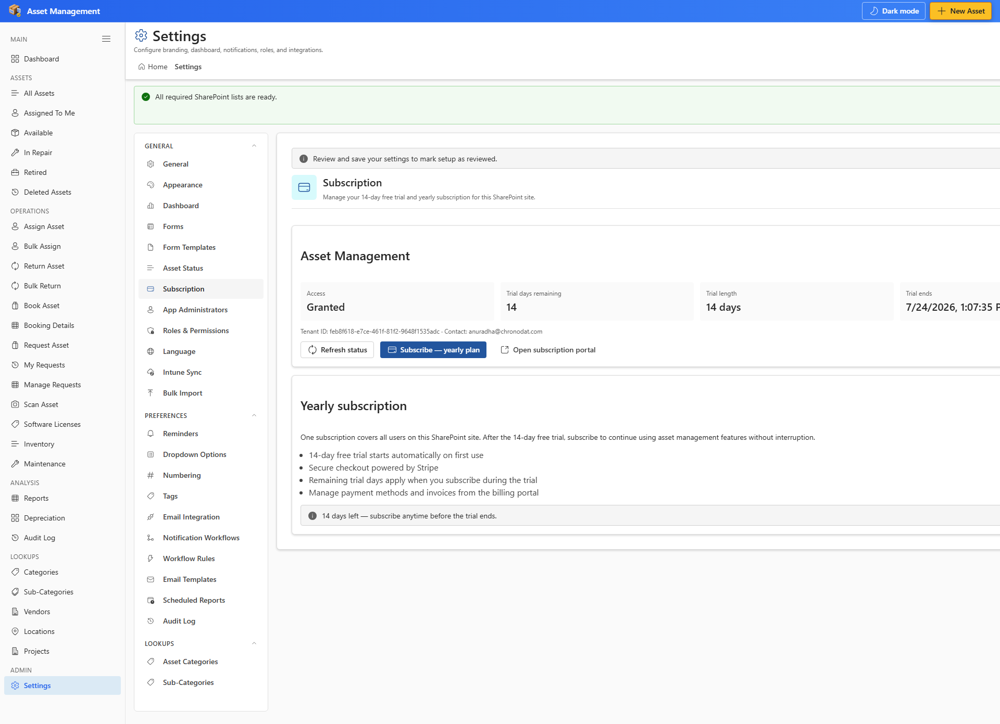 Asset Management
Dark mode
New Asset
MAIN
Dashboard
ASSETS
All Assets
Assigned To Me
Available
In Repair
Retired
Deleted Assets
OPERATIONS
Assign Asset
Bulk Assign
Return Asset
Bulk Return
Book Asset
Booking Details
Request Asset
My Requests
Manage Requests
Scan Asset
Software Licenses
Inventory
Maintenance
ANALYSIS
Reports
Depreciation
Audit Log
LOOKUPS
Categories
Sub-Categories
Vendors
Locations
Projects
ADMIN
Settings
Settings
Configure branding, dashboard, notifications, roles, and integrations.
Home Settings
All required SharePoint lists are ready.
GENERAL
General
Appearance
Dashboard
Forms
Form Templates
Asset Status
Subscription
App Administrators
Roles & Permissions
Language
Intune Sync
Bulk Import
PREFERENCES
Reminders
Dropdown Options
Numbering
Tags
Email Integration
Notification Workflows
Workflow Rules
Email Templates
Scheduled Reports
Audit Log
LOOKUPS
Asset Categories
Sub-Categories
Review and save your settings to mark setup as reviewed.
Subscription
Manage your 14-day free trial and yearly subscription for this SharePoint site.
Asset Management
Access
Granted
Trial days remaining
14
Trial length
14 days
Trial ends
7/24/2026, 1:07:35 P
Tenant ID: feb8f618-e7ce-461f-81f2-9648f1535adc · Contact: anuradha@chronodat.com
Refresh status
Subscribe — yearly plan
Open subscription portal
Yearly subscription
One subscription covers all users on this SharePoint site. After the 14-day free trial, subscribe to continue using asset management features without interruption.
14-day free trial starts automatically on first use
Secure checkout powered by Stripe
Remaining trial days apply when you subscribe during the trial
Manage payment methods and invoices from the billing portal
14 days left — subscribe anytime before the trial ends.